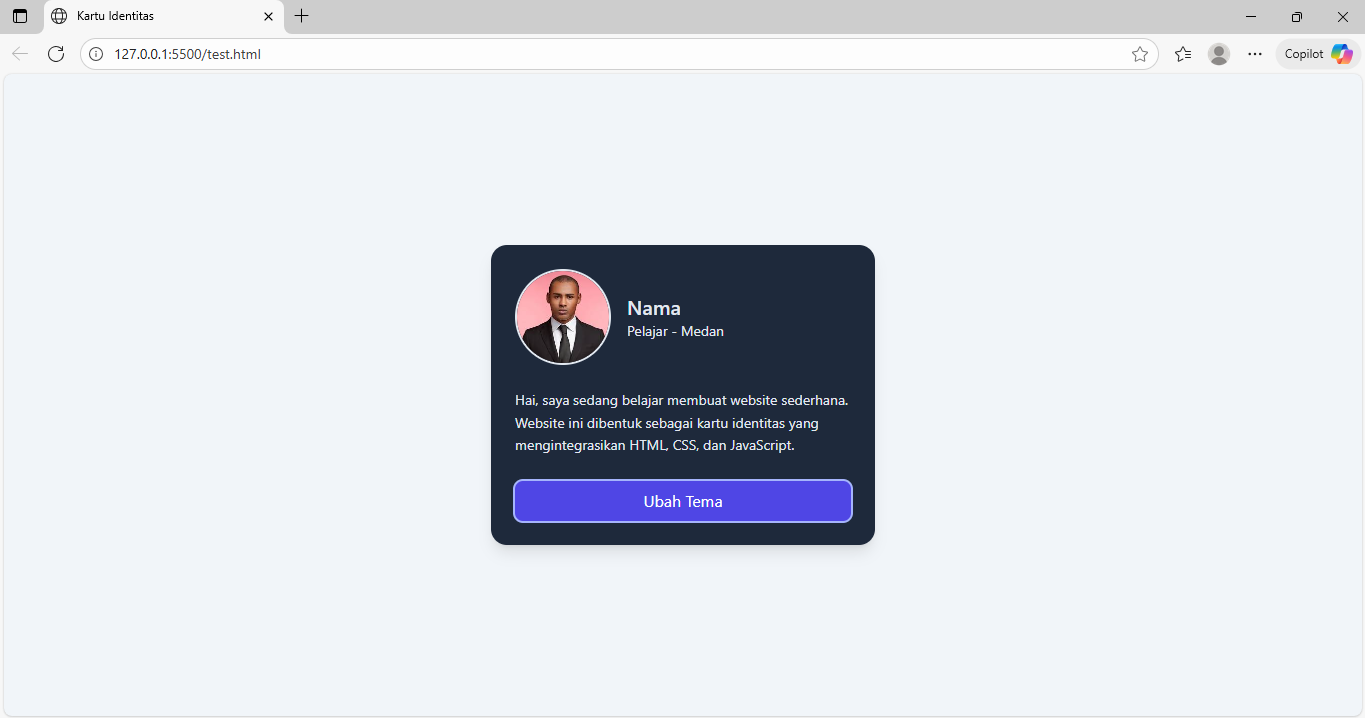 Kartu Identitas
127.0.0.1:5500/test.html
Copilot
Nama
Pelajar - Medan
Hai, saya sedang belajar membuat website sederhana.
Website ini dibentuk sebagai kartu identitas yang
mengintegrasikan HTML, CSS, dan JavaScript.
Ubah Tema